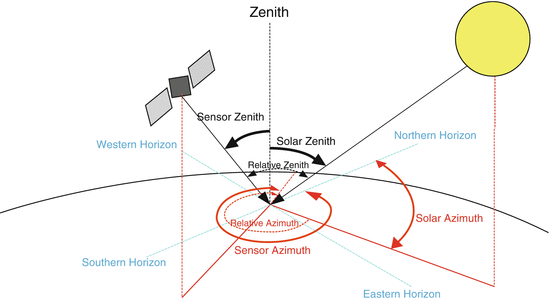 Zenith
Sensor Zenith
Solar Zenith
Western Horizon
Northern Horizon
Relative Zenith
Relative Azimuth
Solar Azimuth
Sensor Azimuth
Southern Horizon
Eastern Horizon